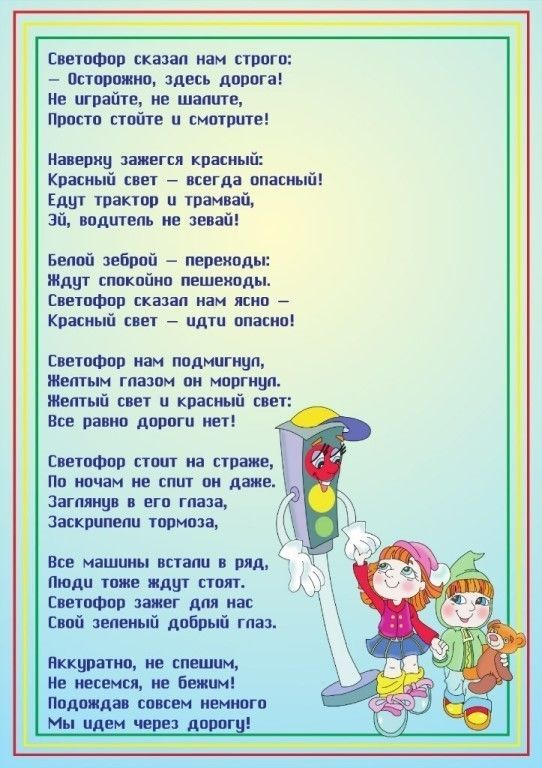 Светофор сказал нам строго:
– Осторожно, здесь дорога!
Не играйте, не шалите,
Просто стойте и смотрите!
Наверху зажегся красный:
Красный свет – всегда опасный!
Едут трактор и трамвай,
Эй, водитель не зевай!
Белой зеброй – переходы:
Ждут спокойно пешеходы.
Светофор сказал нам ясно –
Красный свет – идти опасно!
Светофор нам подмигнул,
Желтым глазом он моргнул.
Желтый свет и красный свет:
Все равно дороги нет!
Светофор стоит на страже,
По ночам не спит он даже.
Заглянув в его глаза,
Заскрипели тормоза,
Все машины встали в ряд,
Люди тоже ждут стоят.
Светофор зажег для нас
Свой зеленый добрый глаз.
Аккуратно, не спешим,
Не несемся, не бежим!
Подождав совсем немного
Мы идем через дорогу!